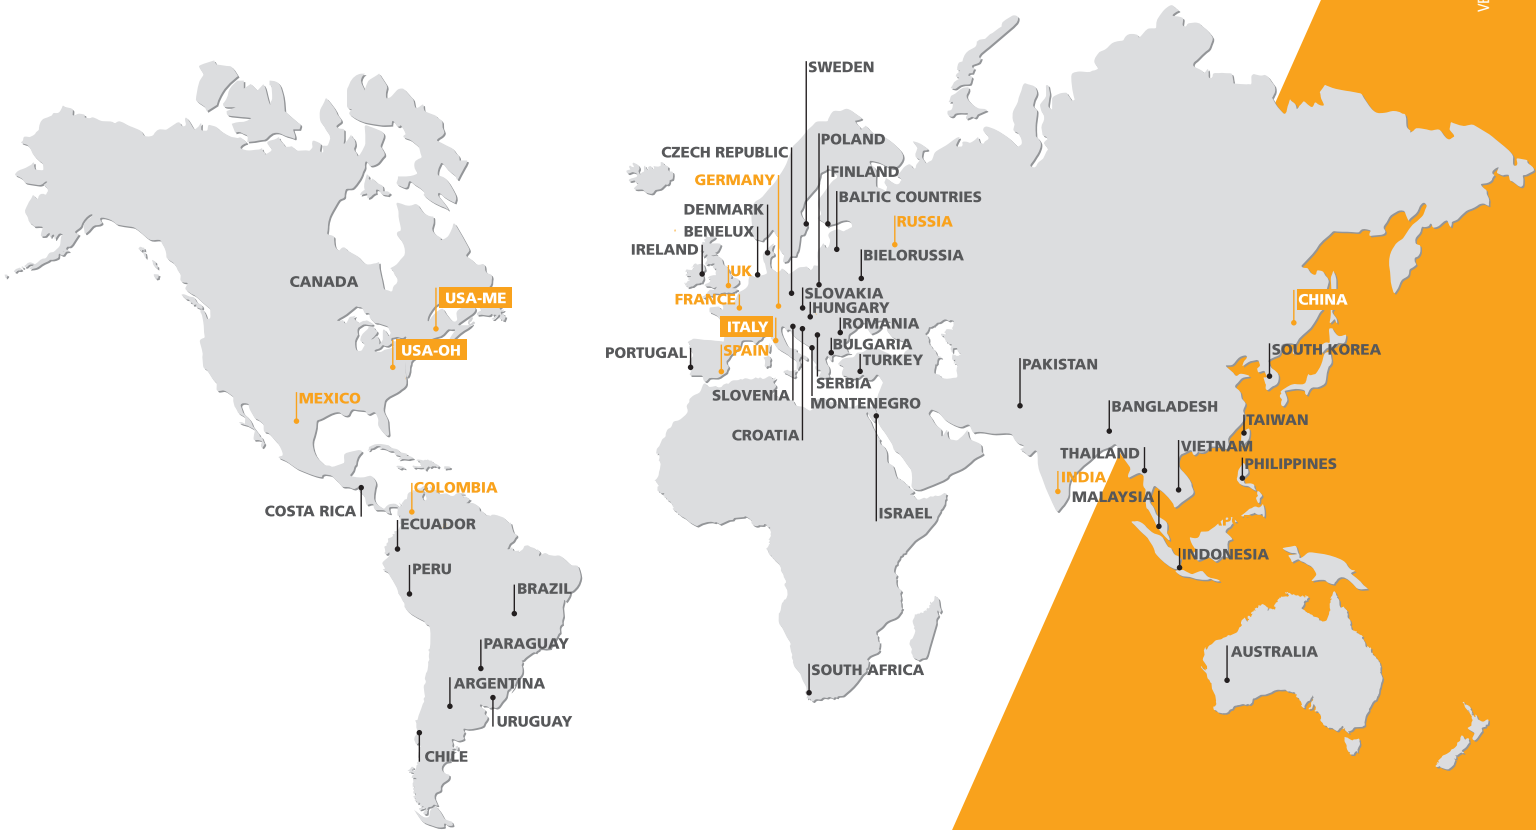 VE
SWEDEN
POLAND
CZECH REPUBLIC
FINLAND
GERMANY
BALTIC COUNTRIES
DENMARK
RUSSIA
BENELUX
IRELAND
BIELORUSSIA
UK
CANADA
SLOVAKIA
USA-ME
FRANCE
CHINA
HUNGARY
ROMANIA
ITALY
BULGARIA
USA-OH
SPAIN
SOUTH KOREA
PORTUGAL
TURKEY
PAKISTAN
SERBIA
SLOVENIA
MEXICO
MONTENEGRO
BANGLADESH
TAIWAN
CROATIA
VIETNAM
THAILAND
PHILIPPINES
INDIA
COLOMBIA
MALAYSIA
COSTA RICA
ISRAEL
ECUADOR
INDONESIA
PERU
BRAZIL
PARAGUAY
AUSTRALIA
SOUTH AFRICA
ARGENTINA
URUGUAY
CHILE